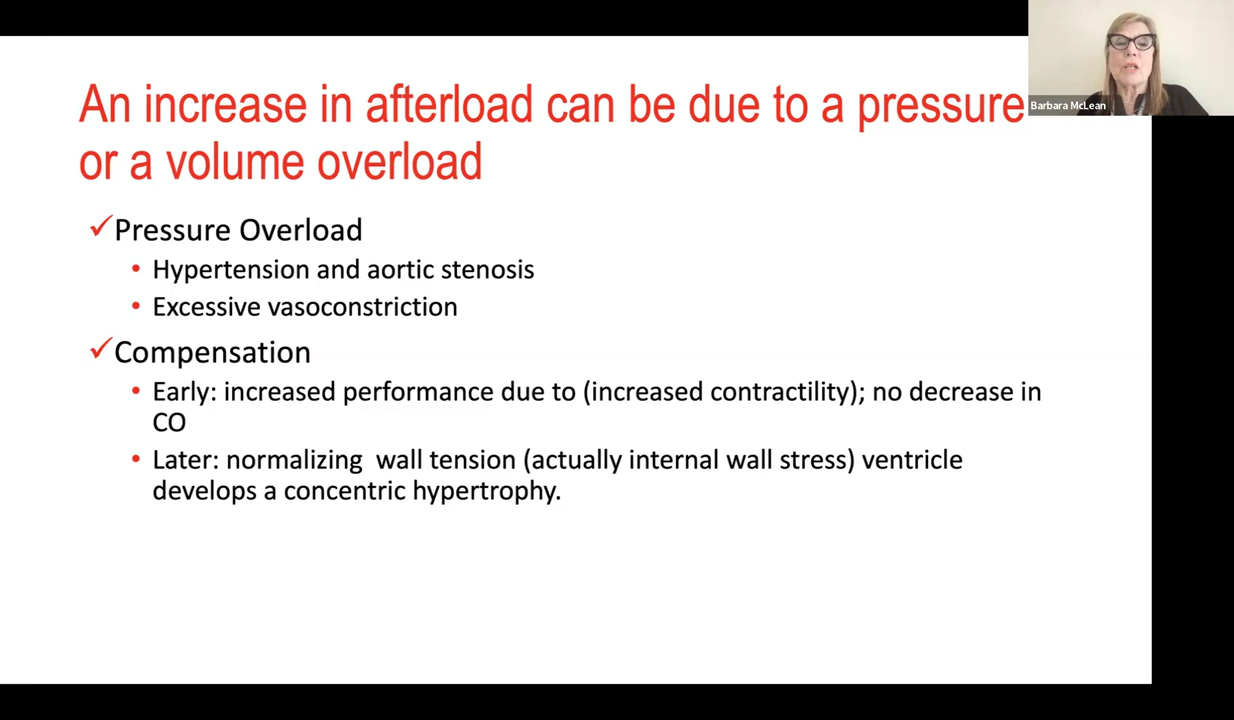 An increase in afterload can be due to a pressure
or a volume overload
Barbara McLean
✓Pressure Overload
• Hypertension and aortic stenosis
• Excessive vasoconstriction
✓Compensation
• Early: increased performance due to (increased contractility); no decrease in
CO
• Later: normalizing  wall tension (actually internal wall stress) ventricle
develops a concentric hypertrophy.